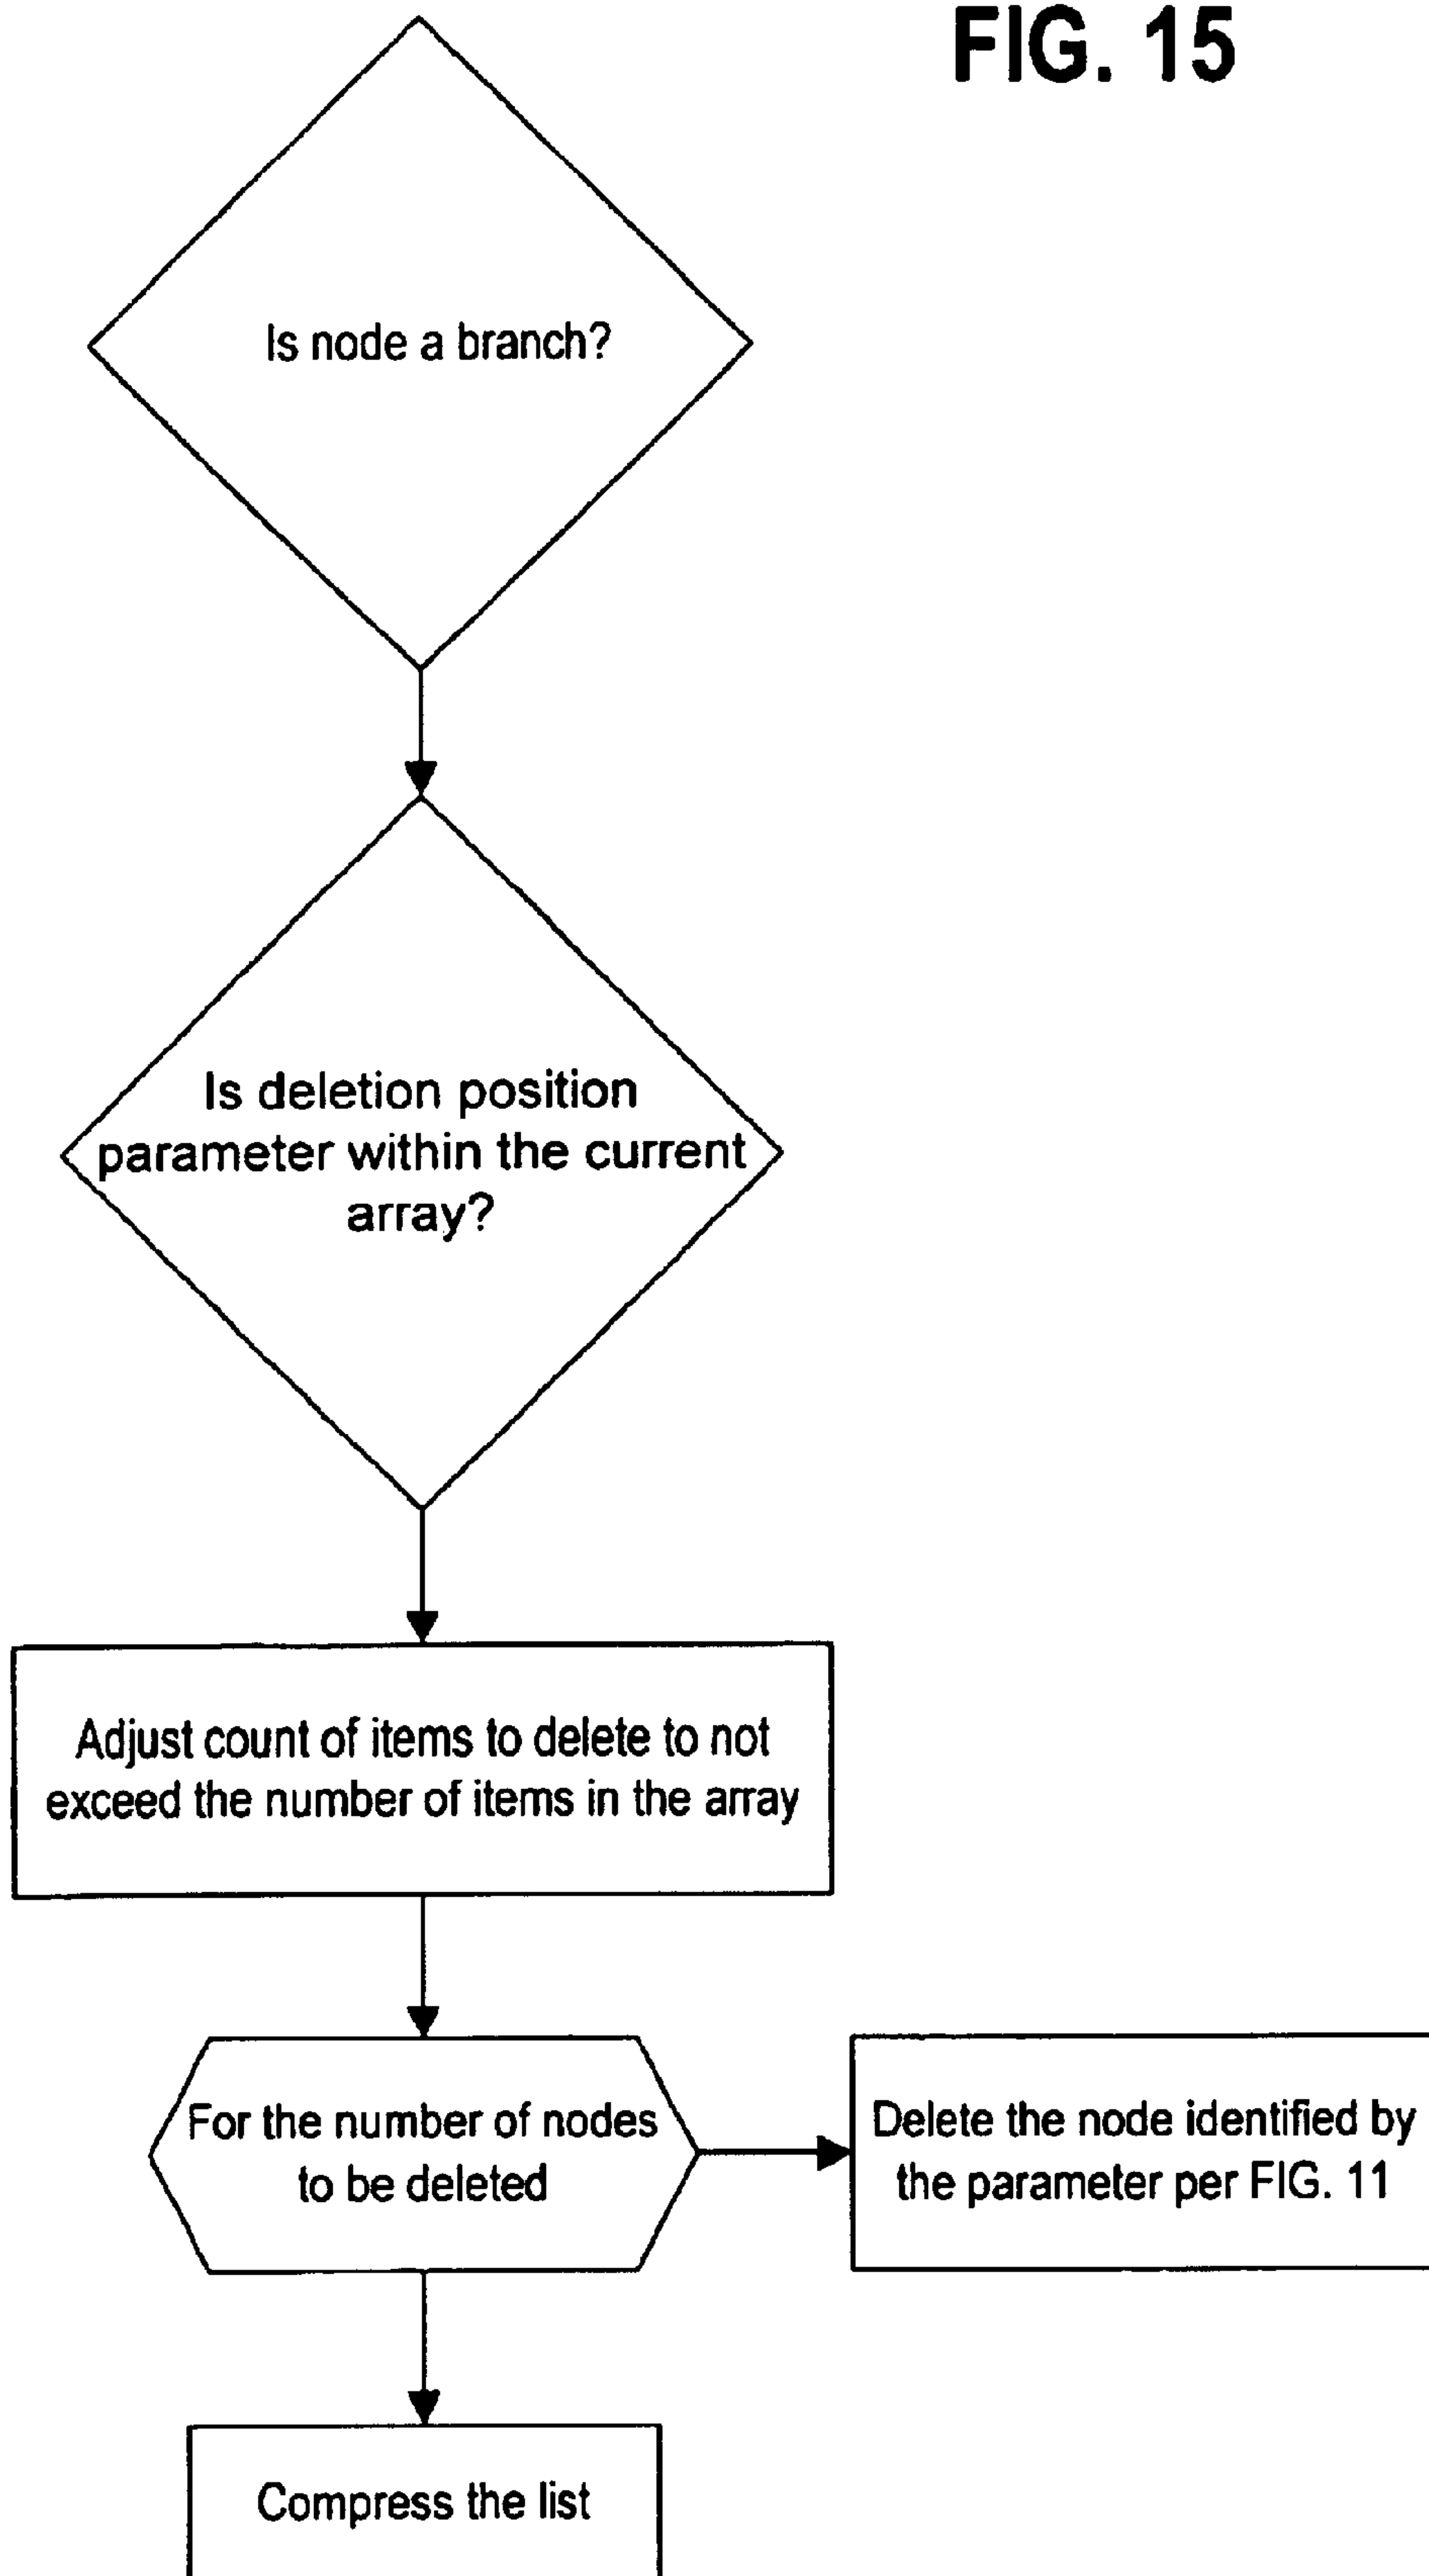 FIG. 15
Is node a branch?
Is deletion position
parameter within the current
array?
Adjust count of items to delete to not
exceed the number of items in the array
For the number of nodes
to be deleted
Delete the node identified by
the parameter per FIG. 11
Compress the list